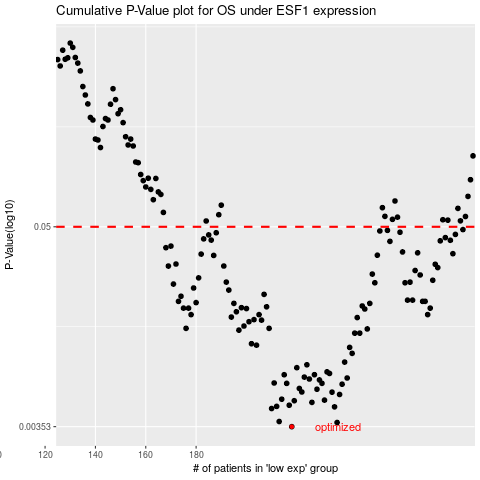 Cumulative P-Value plot for OS under ESF1 expression
P-Value(log10)
0.05
0.00353
optimized
0 120 140 160 180
# of patients in 'low exp' group